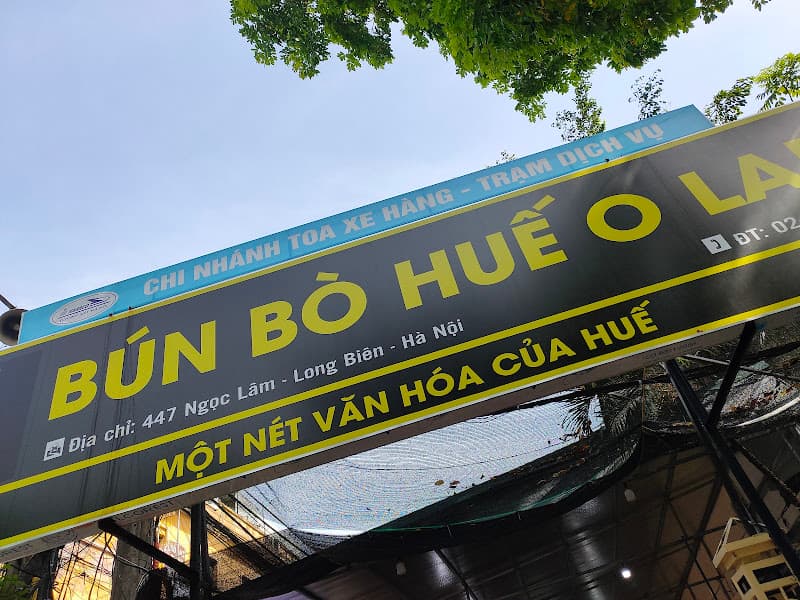 CHI NHÁNH TOA XE HÀNG - TRẠM DỊCH VỤ
BÚN BÒ HUẾ O
Địa chỉ: 447 Ngọc Lâm - Long Biên - Hà Nội
ĐT: 02
MỘT NÉT VĂN HÓA CỦA HUẾ